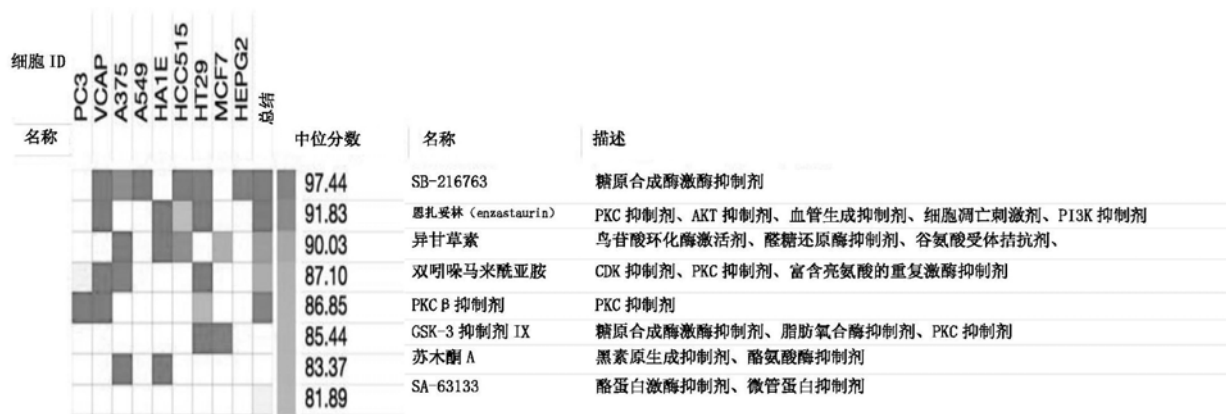 细胞 ID
PC3
VCAP
A375
A549
HA1E
HCC515
HT29
MCF7
HEPG2
总结
名称 中位分数 名称 描述
97.44 SB-216763 糖原合成酶激酶抑制剂
91.83 恩扎妥林（enzastaurin） PKC 抑制剂、AKT 抑制剂、血管生成抑制剂、细胞凋亡刺激剂、PI3K 抑制剂
90.03 异甘草素 鸟苷酸环化酶激活剂、醛糖还原酶抑制剂、谷氨酸受体拮抗剂、
87.10 双吲哚马来酰亚胺 CDK 抑制剂、PKC 抑制剂、富含亮氨酸的重复激酶抑制剂
86.85 PKCβ抑制剂 PKC 抑制剂
85.44 GSK-3 抑制剂 IX 糖原合成酶激酶抑制剂、脂肪氧合酶抑制剂、PKC 抑制剂
83.37 苏木酮 A 黑素原生成抑制剂、酪氨酸酶抑制剂
81.89 SA-63133 酪蛋白激酶抑制剂、微管蛋白抑制剂